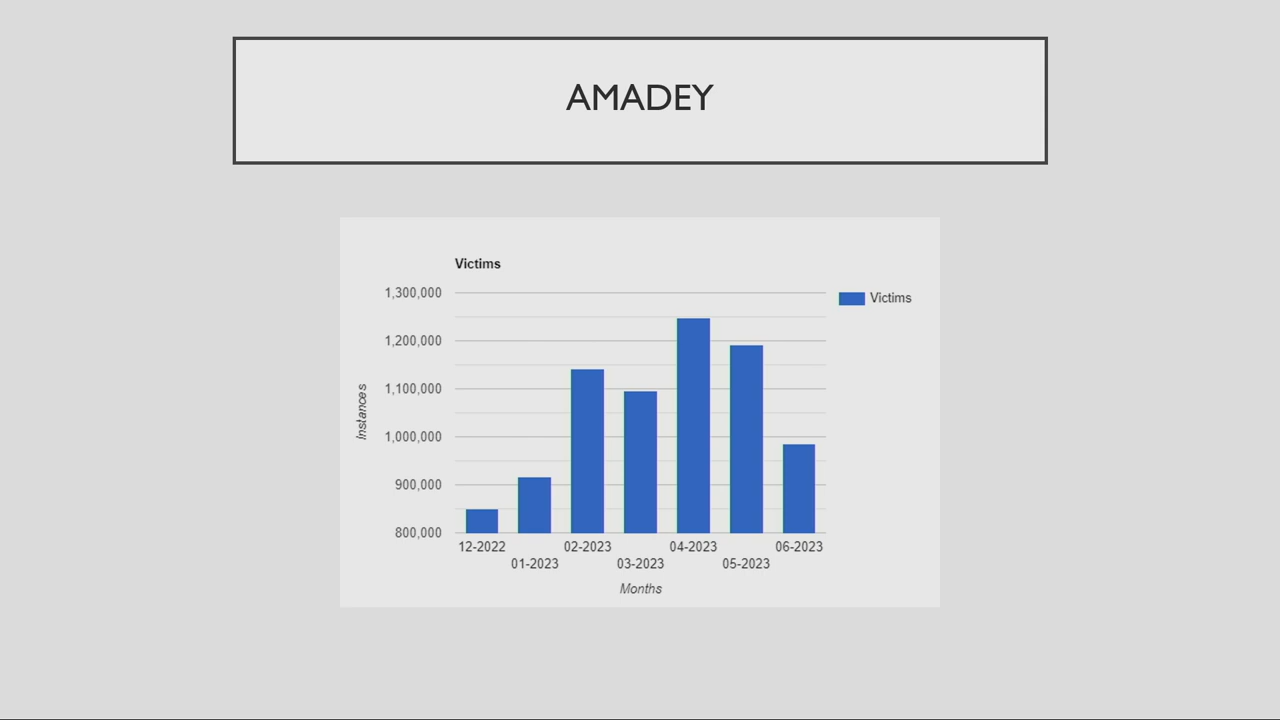 AMADEY
Victims
1,300,000
Victims
1,200,000
1,100,000
1,000,000
900,000
800,000
Instances
12-2022
01-2023
02-2023
03-2023
04-2023
05-2023
06-2023
Months